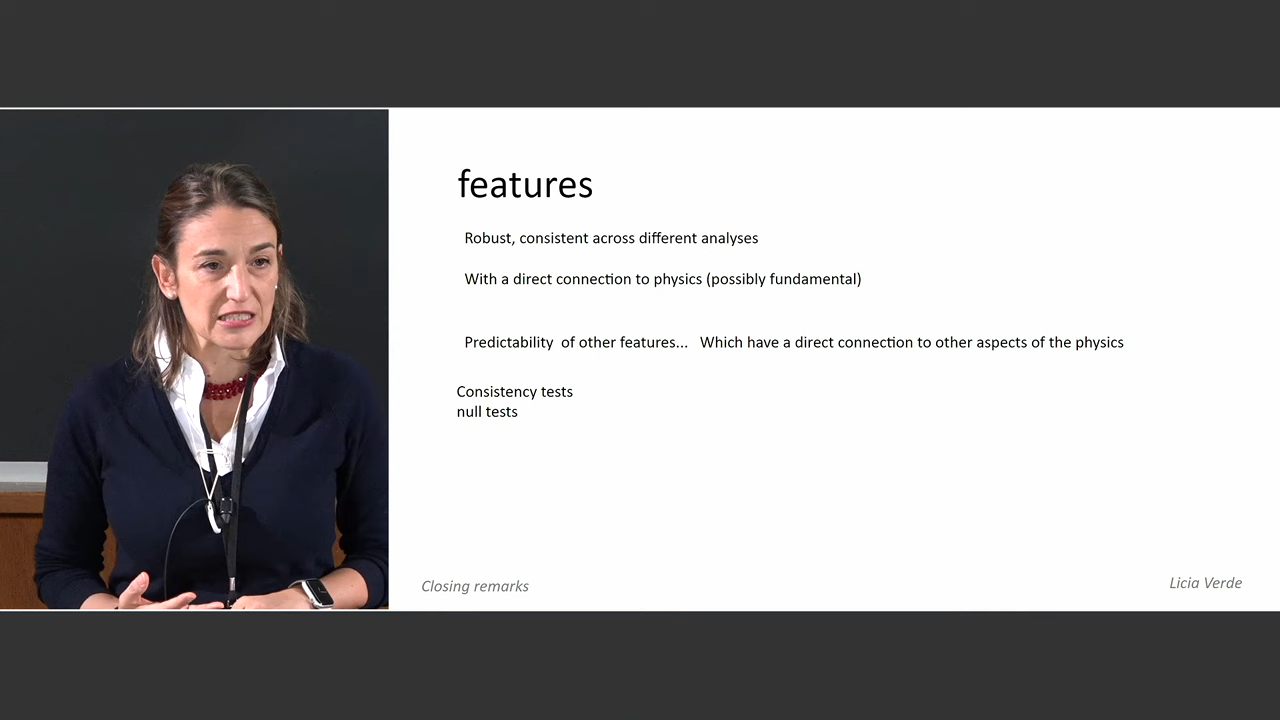 features
Robust, consistent across different analyses
With a direct connection to physics (possibly fundamental)
Predictability of other features... Which have a direct connection to other aspects of the physics
Consistency tests
null tests
Closing remarks
Licia Verde